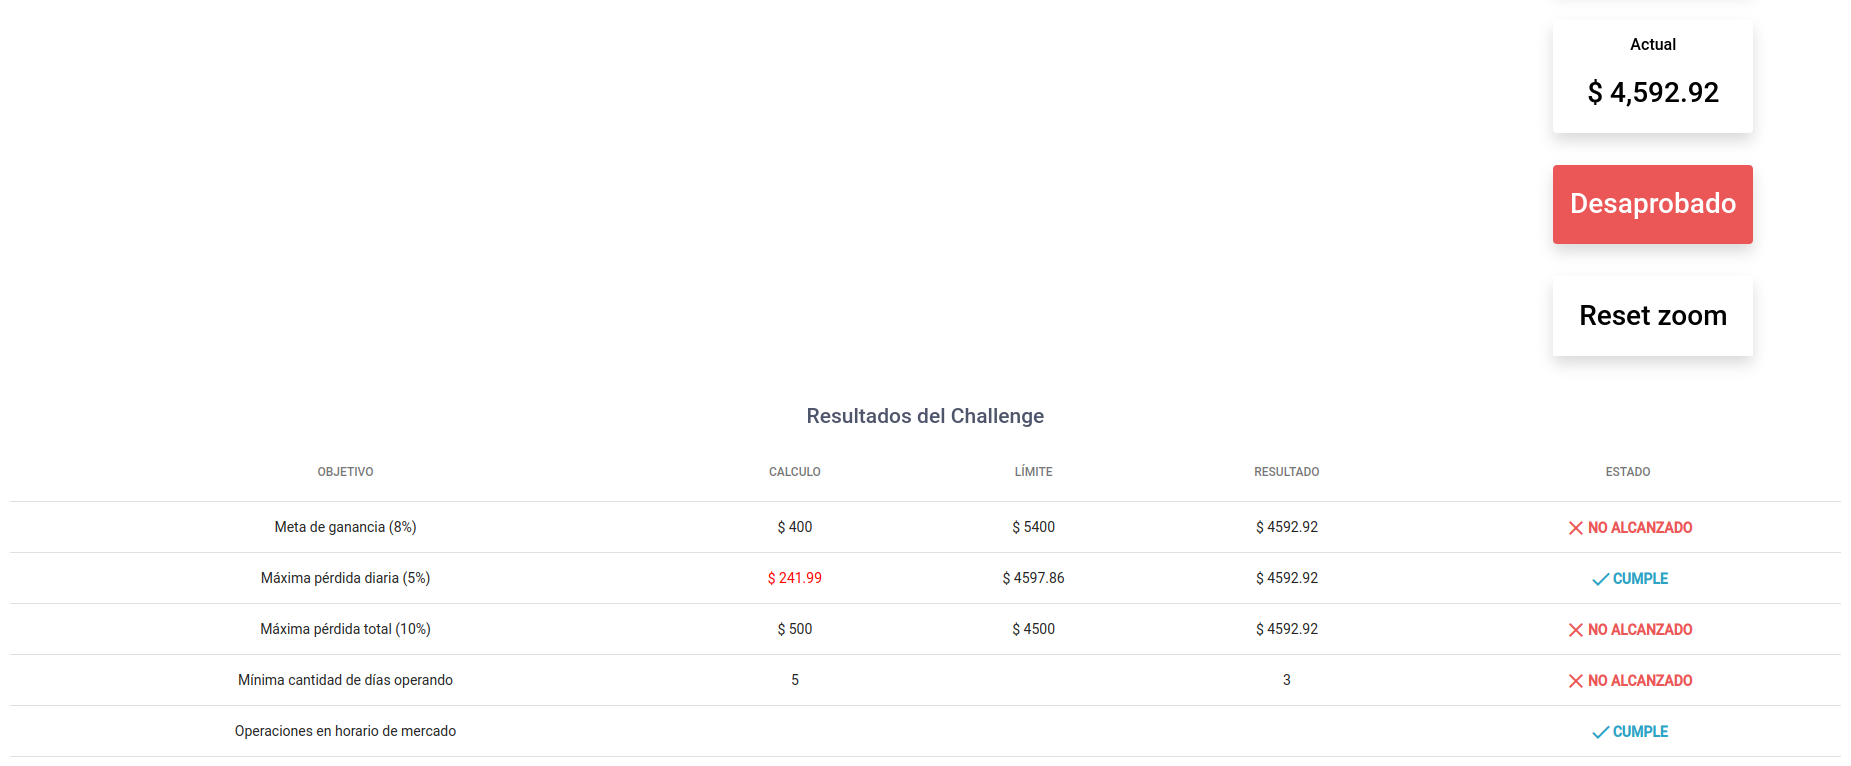 Actual
$ 4,592.92
Desaprobado
Reset zoom
Resultados del Challenge
OBJETIVO CALCULO LÍMITE RESULTADO ESTADO
Meta de ganancia (8%) $ 400 $ 5400 $ 4592.92 NO ALCANZADO
Máxima pérdida diaria (5%) $ 241.99 $ 4597.86 $ 4592.92 CUMPLE
Máxima pérdida total (10%) $ 500 $ 4500 $ 4592.92 NO ALCANZADO
Mínima cantidad de días operando 5 3 NO ALCANZADO
Operaciones en horario de mercado CUMPLE